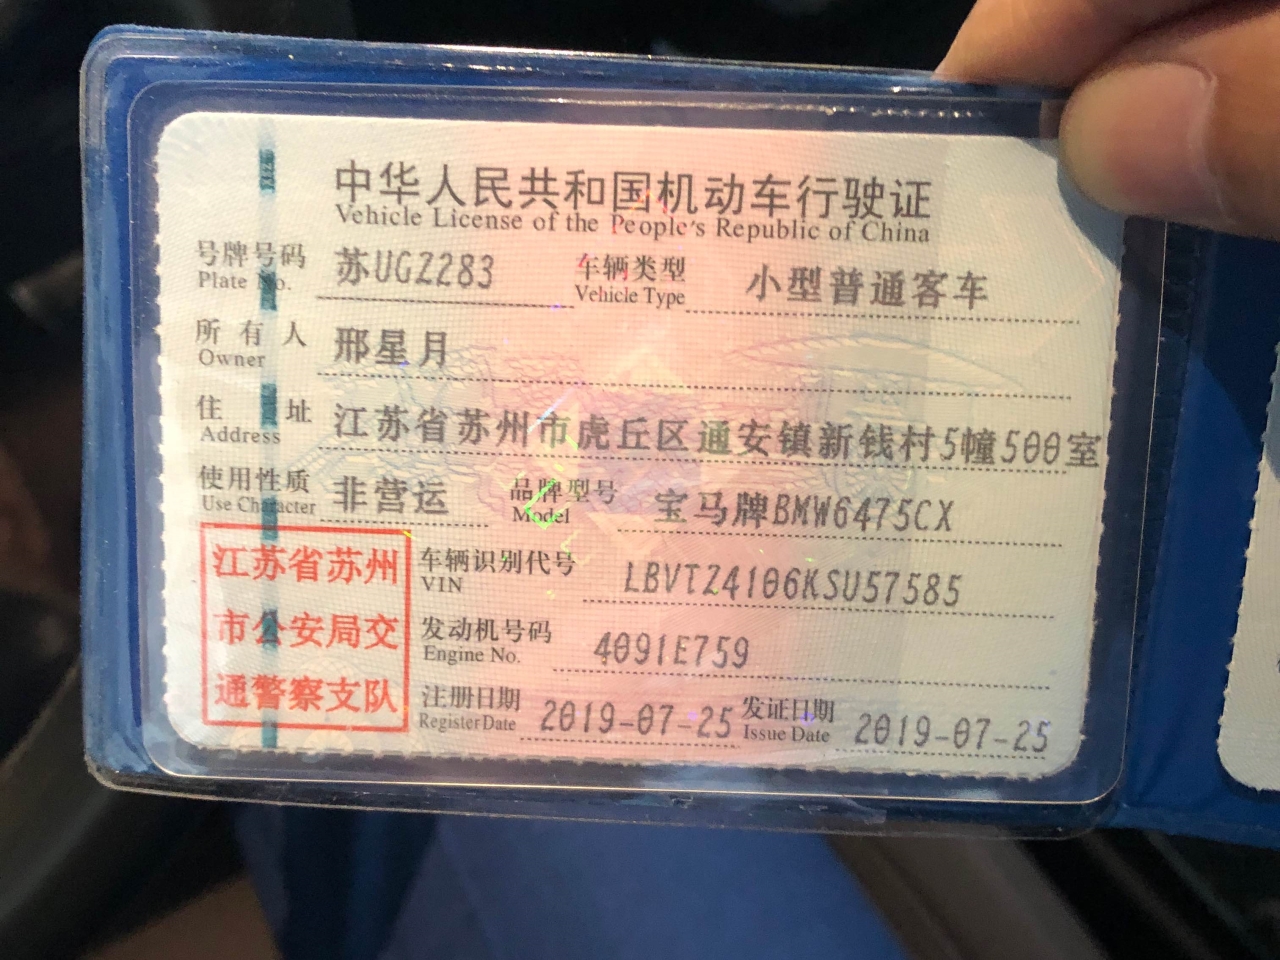 中华人民共和国机动车行驶证
Vehicle License of the People's Republic of China
号牌号码 苏UGZ283 车辆类型 小型普通客车
Plate No. Vehicle Type
所有人 邢星月
Owner
住址 江苏省苏州市虎丘区通安镇新钱村5幢500室
Address
使用性质 非营运 品牌型号 宝马牌BMW6475CX
Use Character Model
江苏省苏州
市公安局交
通警察支队
车辆识别代号 LBVTZ4106KSU57585
VIN
发动机号码 4091E759
Engine No.
注册日期 2019-07-25 发证日期 2019-07-25
Register Date Issue Date